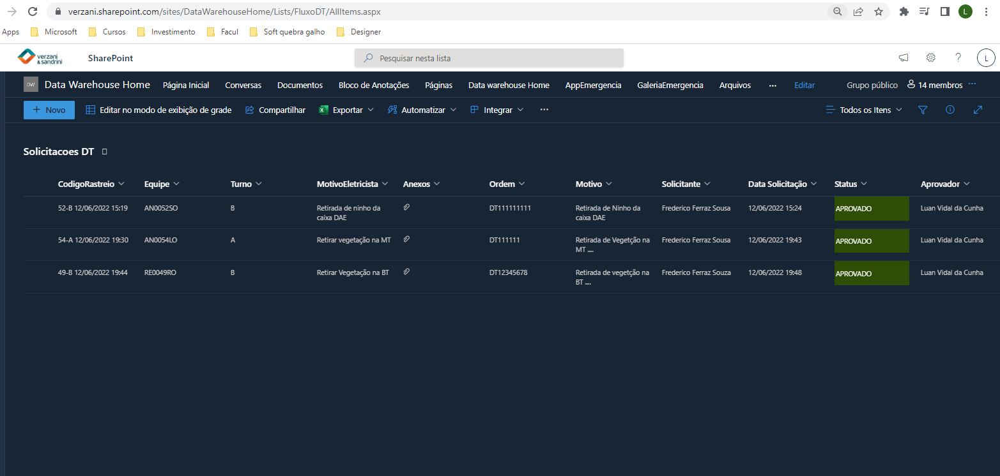 verzani.sharepoint.com/sites/DataWarehouseHome/Lists/FluxoDT/AllItems.aspx
L
Apps Microsoft Cursos Investimento Facul Soft quebra galho Designer
verzani
& sandrini
SharePoint
Pesquisar nesta lista
?
L
DW Data Warehouse Home Página Inicial Conversas Documentos Bloco de Anotações Páginas Data warehouse Home AppEmergencia GaleriaEmergencia Arquivos ... Editar Grupo público 14 membros ...
+ Novo Editar no modo de exibição de grade Compartilhar Exportar Automatizar Integrar ... Todos os Itens
Solicitacoes DT
CodigoRastreio Equipe Turno MotivoEletricista Anexos Ordem Motivo Solicitante Data Solicitação Status Aprovador
52-B 12/06/2022 15:19 AN0052SO B Retirada de ninho da DT111111111 Retirada de Ninho da Frederico Ferraz Sousa 12/06/2022 15:24 APROVADO Luan Vidal da Cunha
caixa DAE caixa DAE
54-A 12/06/2022 19:30 AN0054LO A Retirar vegetação na MT DT111111 Retirada de Vegetção na Frederico Ferraz Sousa 12/06/2022 19:43 APROVADO Luan Vidal da Cunha
MT ....
49-B 12/06/2022 19:44 RE0049RO B Retirar Vegetação na BT DT12345678 Retirada de vegetção na Frederico Ferraz Souza 12/06/2022 19:48 APROVADO Luan Vidal da Cunha
BT ....